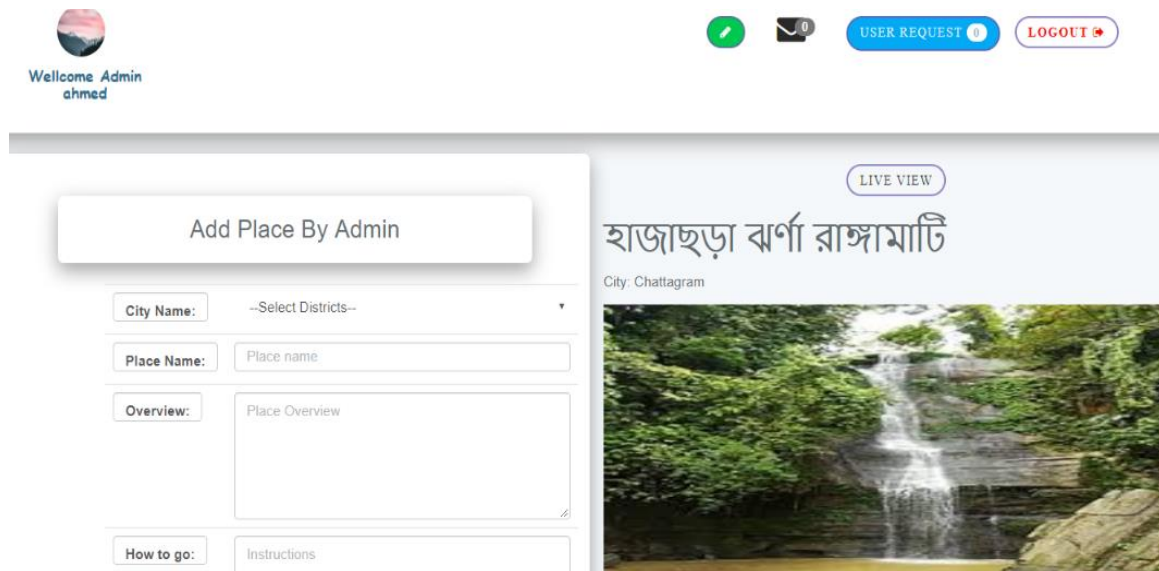 Wellcome Admin
ahmed
0
USER REQUEST 0
LOGOUT
Add Place By Admin
City Name:
--Select Districts--
Place Name:
Place name
Overview:
Place Overview
How to go:
Instructions
LIVE VIEW
হাজাছড়া ঝর্ণা রাঙ্গামাটি
City: Chattagram